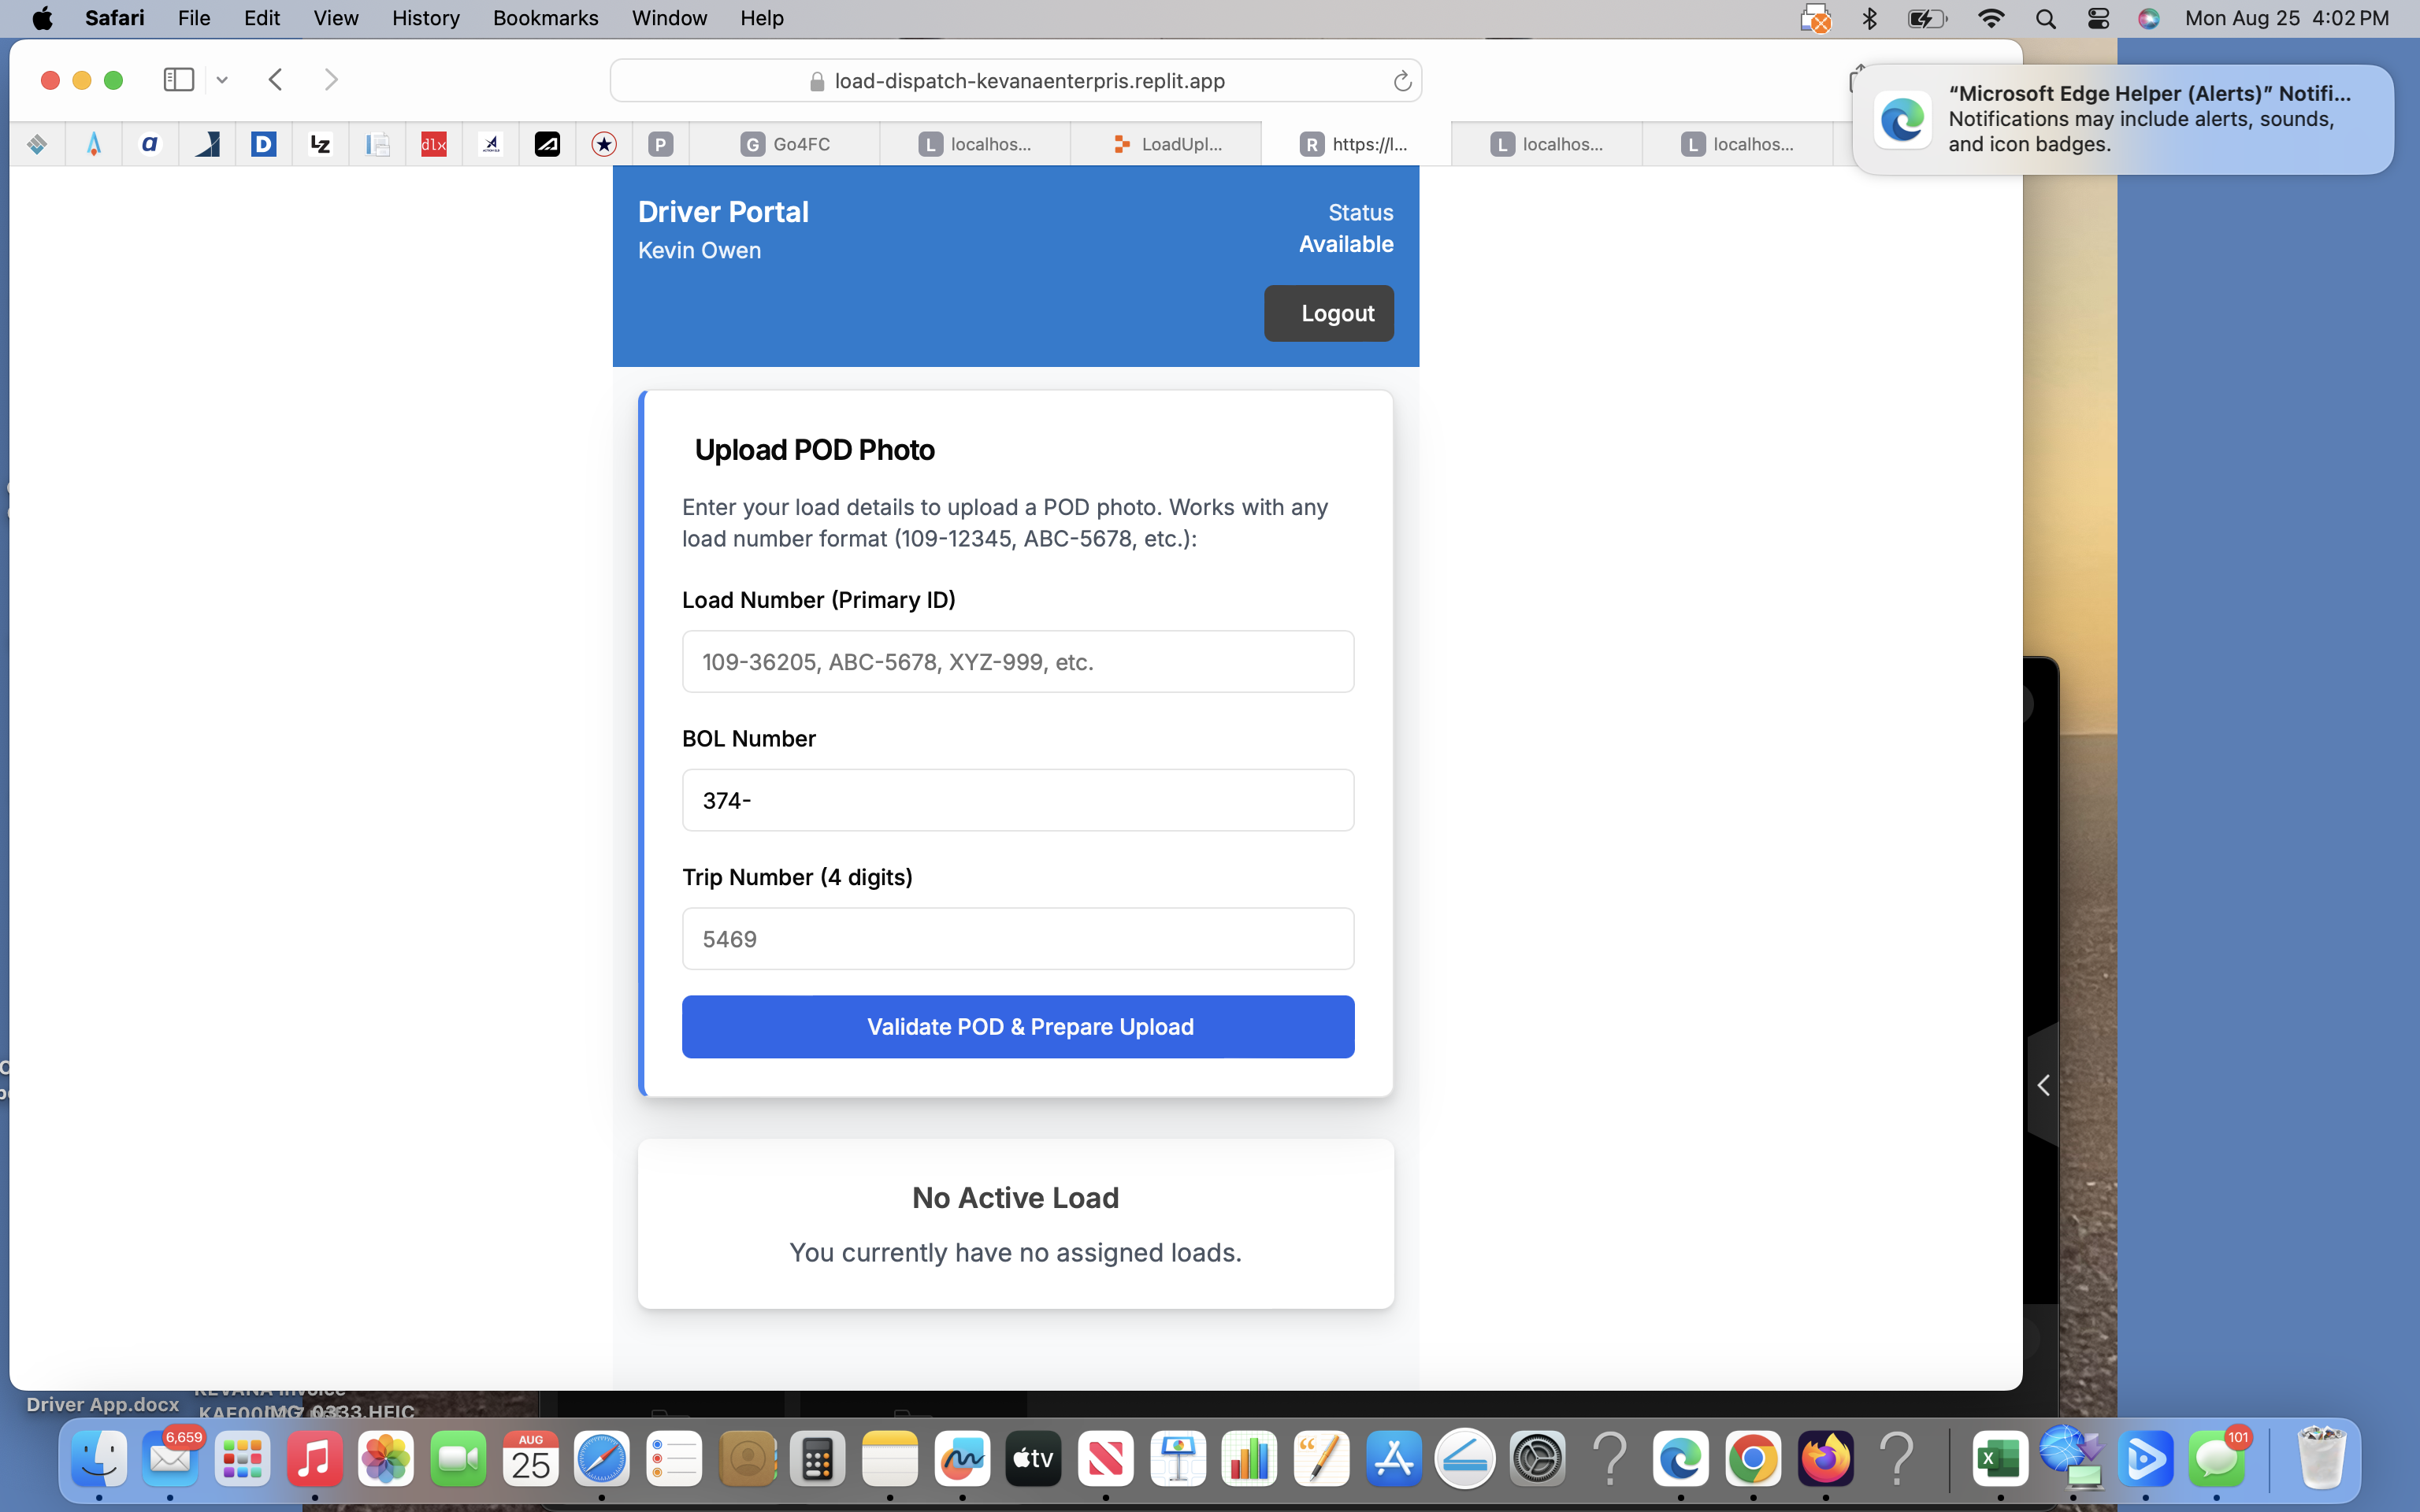 Safari File Edit View History Bookmarks Window Help Mon Aug 25 4:02 PM
load-dispatch-kevanaenterpris.replit.app
“Microsoft Edge Helper (Alerts)” Notifi...
Notifications may include alerts, sounds,
and icon badges.
a D LZ dlx P G Go4FC L localhos... LoadUpl... R https://l... L localhos... L localhos...
Driver Portal
Kevin Owen
Status
Available
Logout
Upload POD Photo
Enter your load details to upload a POD photo. Works with any
load number format (109-12345, ABC-5678, etc.):
Load Number (Primary ID)
109-36205, ABC-5678, XYZ-999, etc.
BOL Number
374-
Trip Number (4 digits)
5469
Validate POD & Prepare Upload
No Active Load
You currently have no assigned loads.
Driver App.docx
6,659
AUG
25
tv
101